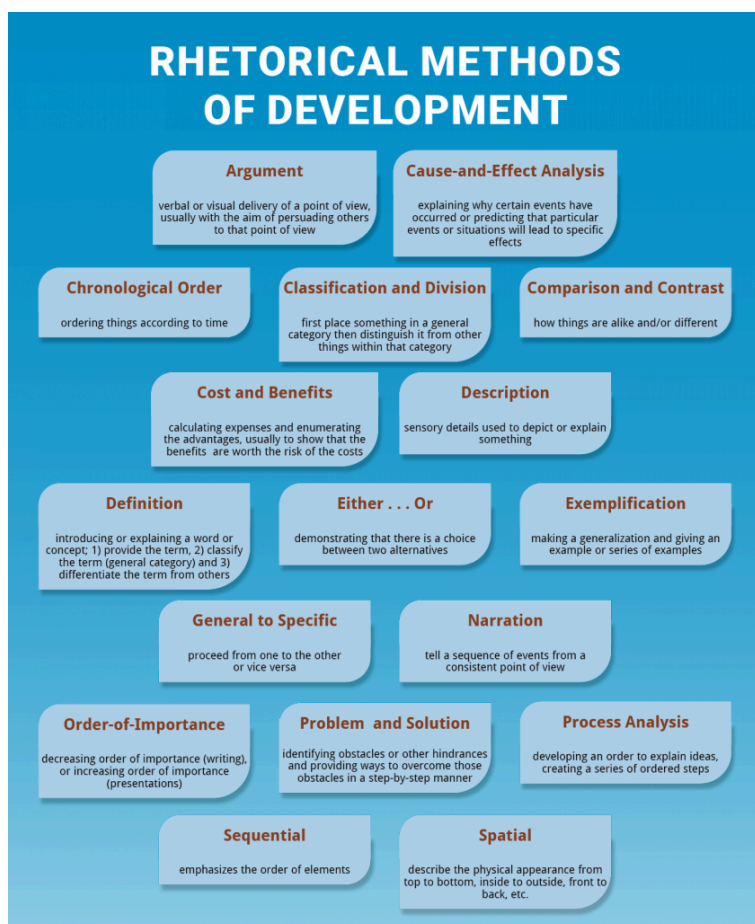 RHETORICAL METHODS
OF DEVELOPMENT
Argument
verbal or visual delivery of a point of view,
usually with the aim of persuading others
to that point of view
Cause-and-Effect Analysis
explaining why certain events have
occurred or predicting that particular
events or situations will lead to specific
effects
Chronological Order
ordering things according to time
Classification and Division
first place something in a general
category then distinguish it from other
things within that category
Comparison and Contrast
how things are alike and/or different
Cost and Benefits
calculating expenses and enumerating
the advantages, usually to show that the
benefits are worth the risk of the costs
Description
sensory details used to depict or explain
something
Definition
introducing or explaining a word or
concept; 1) provide the term, 2) classify
the term (general category) and 3)
differentiate the term from others
Either . . . Or
demonstrating that there is a choice
between two alternatives
Exemplification
making a generalization and giving an
example or series of examples
General to Specific
proceed from one to the other
or vice versa
Narration
tell a sequence of events from a
consistent point of view
Order-of-Importance
decreasing order of importance (writing),
or increasing order of importance
(presentations)
Problem and Solution
identifying obstacles or other hindrances
and providing ways to overcome those
obstacles in a step-by-step manner
Process Analysis
developing an order to explain ideas,
creating a series of ordered steps
Sequential
emphasizes the order of elements
Spatial
describe the physical appearance from
top to bottom, inside to outside, front to
back, etc.